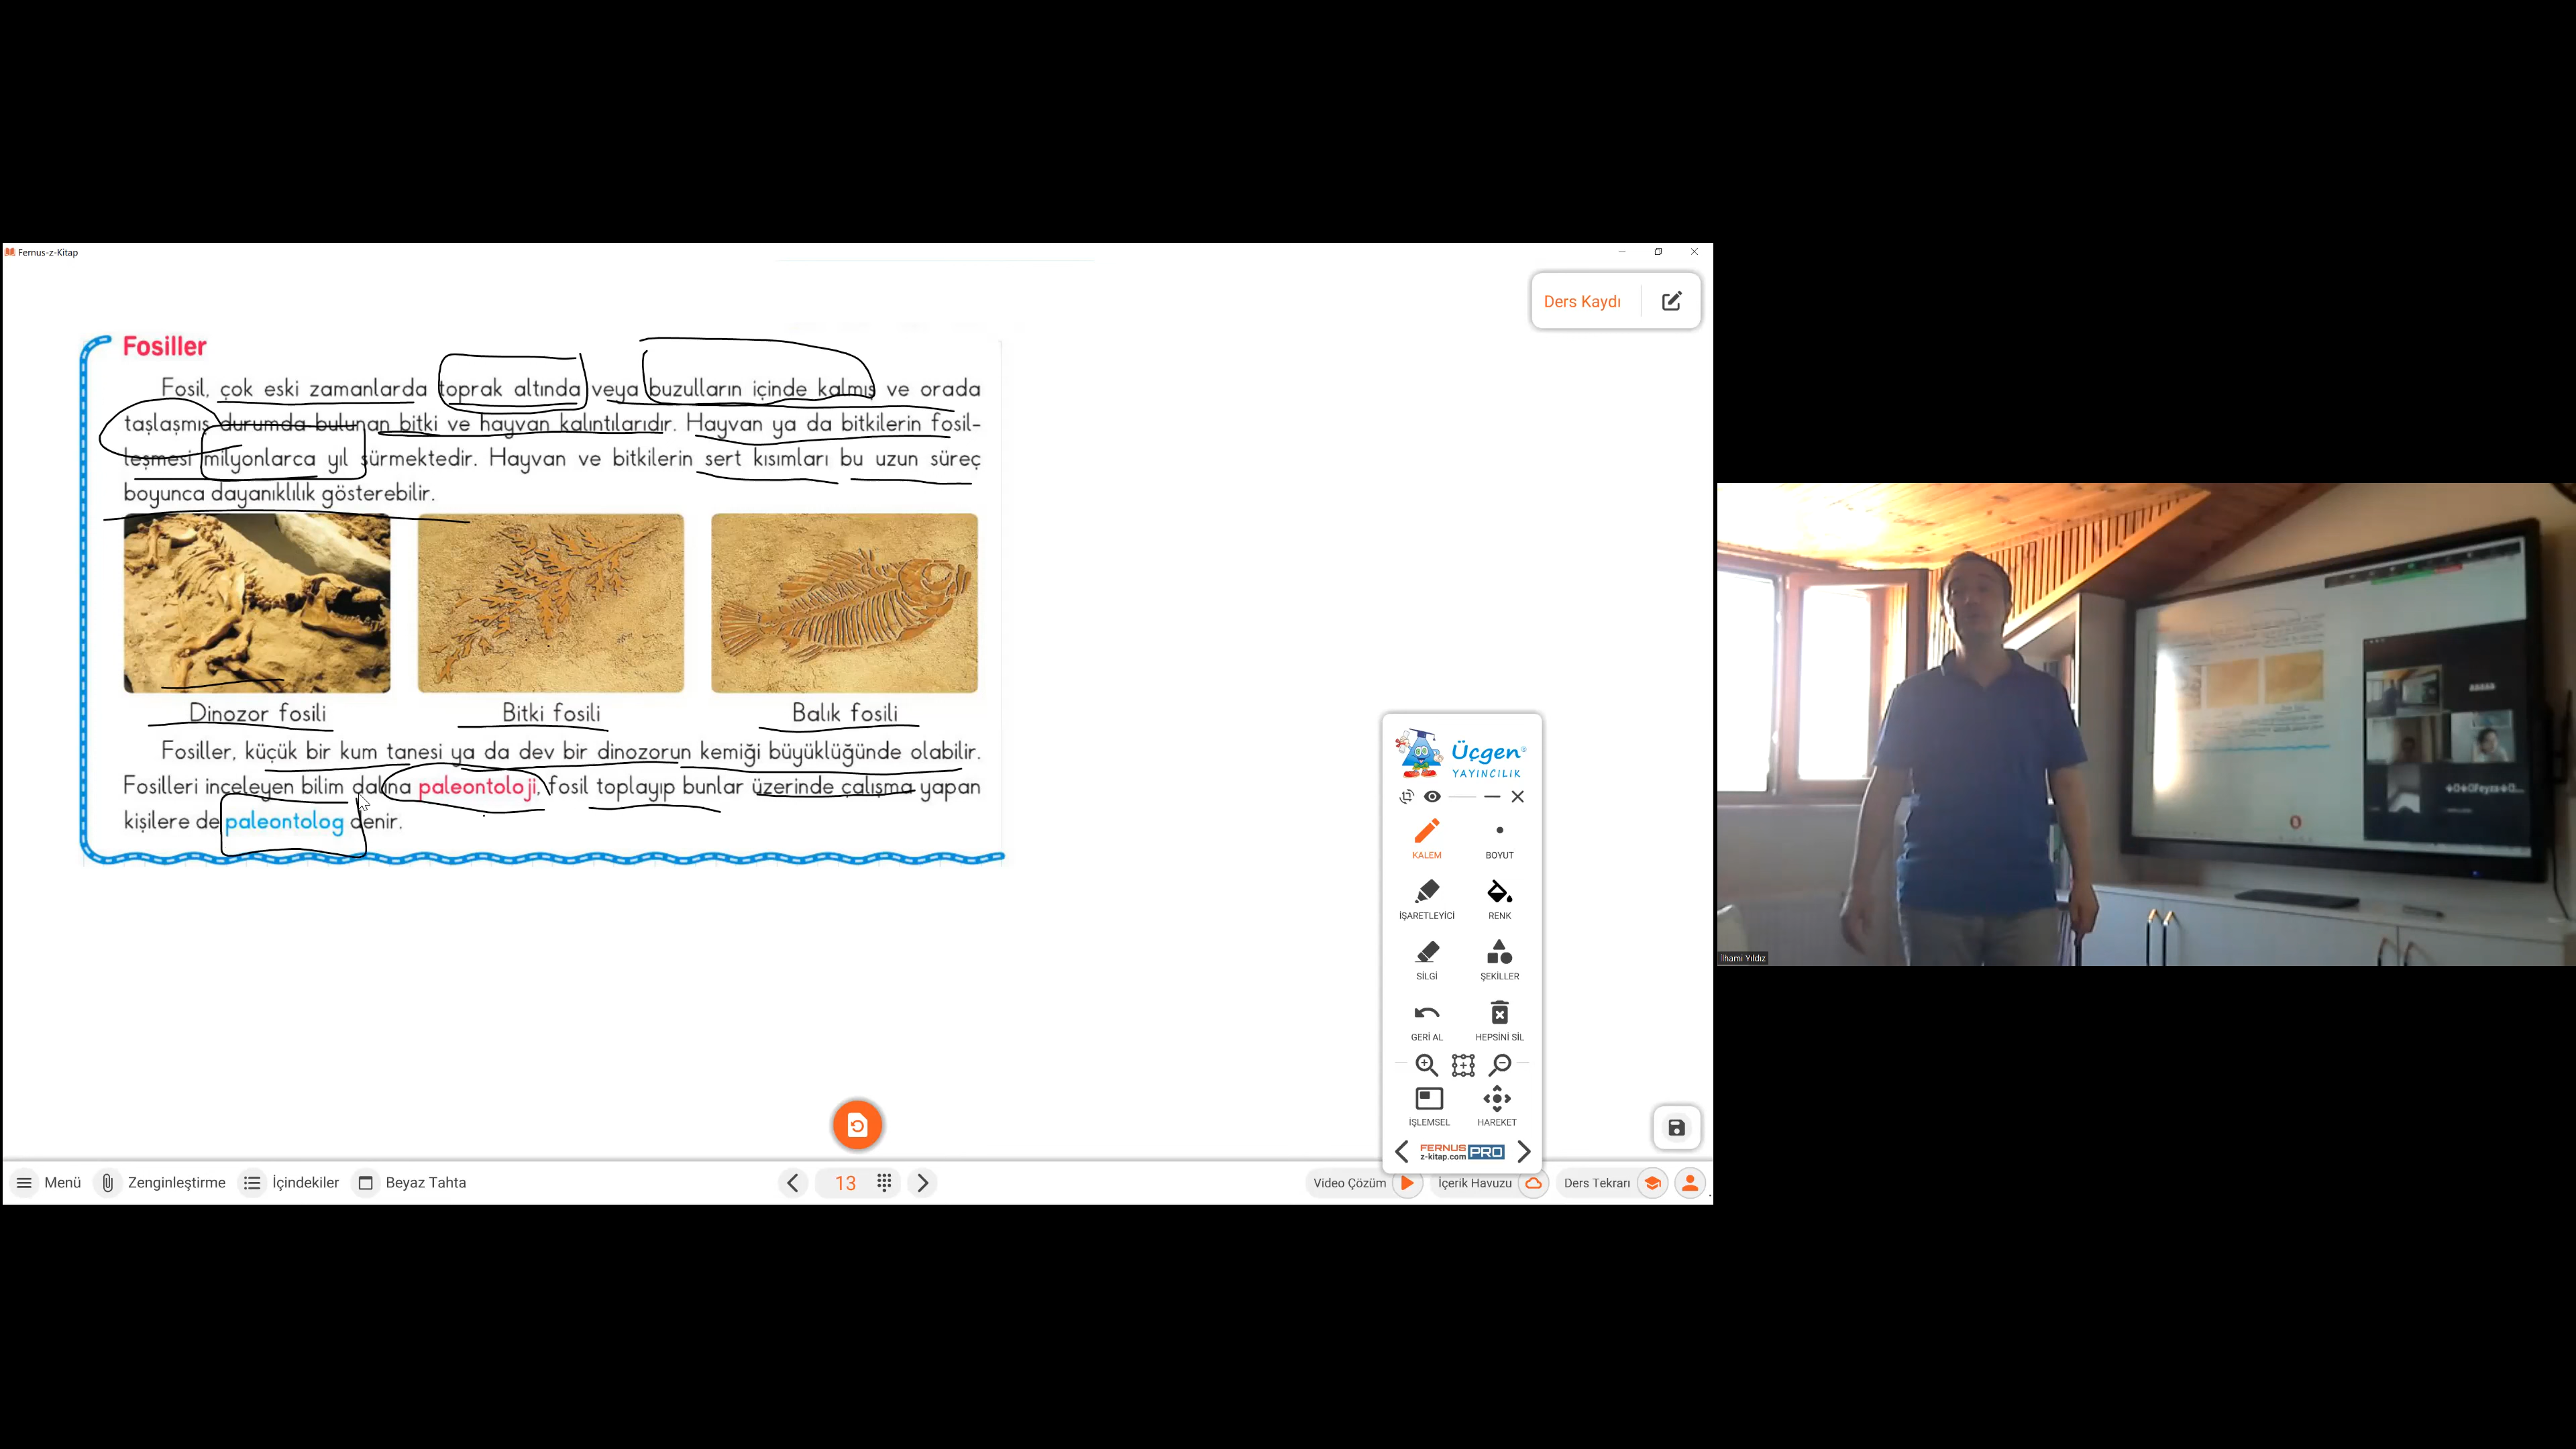 Fernus-z-Kitap
Ders Kaydı
Fosiller
Fosil, çok eski zamanlarda toprak altında veya buzulların içinde kalmış ve orada
taşlaşmış durumda bulunan bitki ve hayvan kalıntılarıdır. Hayvan ya da bitkilerin fosil-
leşmesi milyonlarca yıl sürmektedir. Hayvan ve bitkilerin sert kısımları bu uzun süreç
boyunca dayanıklılık gösterebilir.
Dinozor fosili
Bitki fosili
Balık fosili
Fosiller, küçük bir kum tanesi ya da dev bir dinozorun kemiği büyüklüğünde olabilir.
Fosilleri inceleyen bilim dalına paleontoloji, fosil toplayıp bunlar üzerinde çalışma yapan
kişilere de paleontolog denir.
Üçgen
YAYINCILIK
KALEM
BOYUT
İŞARETLEYİCİ
RENK
SİLGİ
ŞEKİLLER
GERİ AL
HEPSİNİ SİL
İŞLEMSEL
HAREKET
FERNUS
z-kitap.com
PRO
Menü
Zenginleştirme
İçindekiler
Beyaz Tahta
13
Video Çözüm
İçerik Havuzu
Ders Tekrarı
İlhami Yıldız